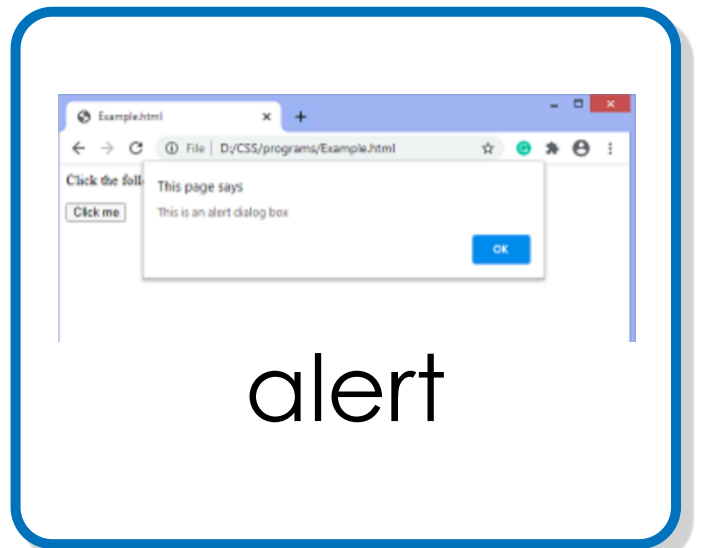 Example.html
File | D:/CSS/programs/Example.html
Click the foll
This page says
Click me
This is an alert dialog box
OK
alert